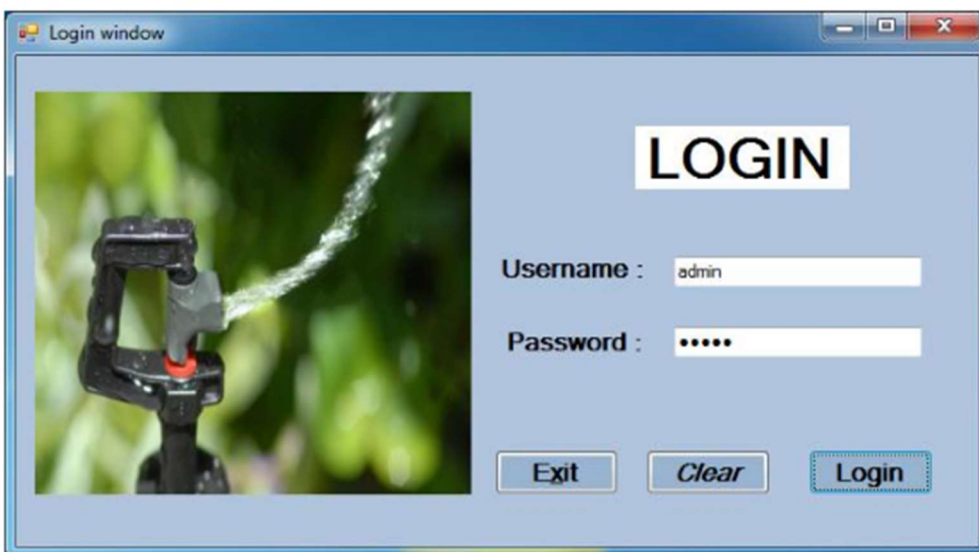 Login window
LOGIN
Username : admin
Password : •••••
Exit Clear Login